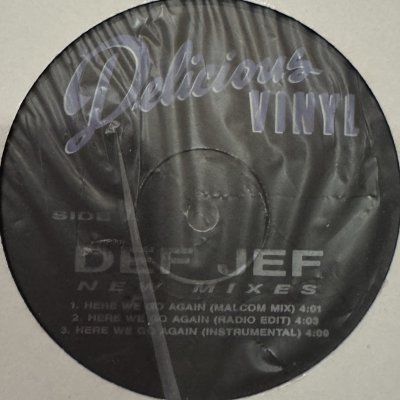 Delicious
VINYL
SIDE
DEF JEF
NEW MIXES
1. HERE WE GO AGAIN (MALCOM MIX) 4:01
2. HERE WE GO AGAIN (RADIO EDIT) 4:03
3. HERE WE GO AGAIN (INSTRUMENTAL) 4:09